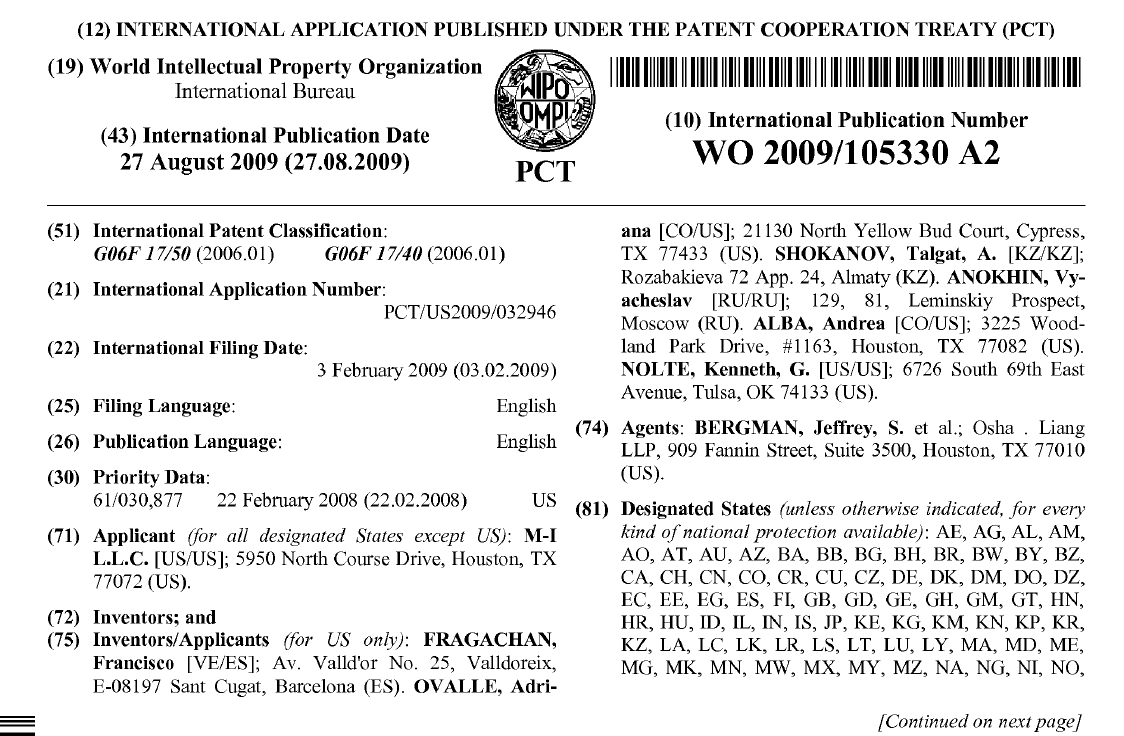 (12) INTERNATIONAL APPLICATION PUBLISHED UNDER THE PATENT COOPERATION TREATY (PCT)
(19) World Intellectual Property Organization
International Bureau
(43) International Publication Date
27 August 2009 (27.08.2009)
WIPO
OMPI
PCT
(10) International Publication Number
WO 2009/105330 A2
(51) International Patent Classification:
G06F 17/50 (2006.01) G06F 17/40 (2006.01)
(21) International Application Number:
PCT/US2009/032946
(22) International Filing Date:
3 February 2009 (03.02.2009)
(25) Filing Language: English
(26) Publication Language: English
(30) Priority Data:
61/030,877 22 February 2008 (22.02.2008) US
(71) Applicant (for all designated States except US): M-I
L.L.C. [US/US]; 5950 North Course Drive, Houston, TX
77072 (US).
(72) Inventors; and
(75) Inventors/Applicants (for US only): FRAGACHAN,
Francisco [VE/ES]; Av. Valld'or No. 25, Valldoreix,
E-08197 Sant Cugat, Barcelona (ES). OVALLE, Adri-
ana [CO/US]; 21130 North Yellow Bud Court, Cypress,
TX 77433 (US). SHOKANOV, Talgat, A. [KZ/KZ];
Rozabakieva 72 App. 24, Almaty (KZ). ANOKHIN, Vy-
acheslav [RU/RU]; 129, 81, Leminskiy Prospect,
Moscow (RU). ALBA, Andrea [CO/US]; 3225 Wood-
land Park Drive, #1163, Houston, TX 77082 (US).
NOLTE, Kenneth, G. [US/US]; 6726 South 69th East
Avenue, Tulsa, OK 74133 (US).
(74) Agents: BERGMAN, Jeffrey, S. et al.; Osha . Liang
LLP, 909 Fannin Street, Suite 3500, Houston, TX 77010
(US).
(81) Designated States (unless otherwise indicated, for every
kind of national protection available): AE, AG, AL, AM,
AO, AT, AU, AZ, BA, BB, BG, BH, BR, BW, BY, BZ,
CA, CH, CN, CO, CR, CU, CZ, DE, DK, DM, DO, DZ,
EC, EE, EG, ES, FI, GB, GD, GE, GH, GM, GT, HN,
HR, HU, ID, IL, IN, IS, JP, KE, KG, KM, KN, KP, KR,
KZ, LA, LC, LK, LR, LS, LT, LU, LY, MA, MD, ME,
MG, MK, MN, MW, MX, MY, MZ, NA, NG, NI, NO,
[Continued on next page]